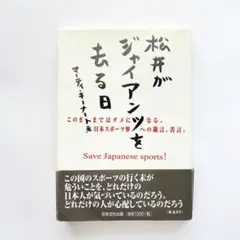 松井が
ジャイアンツを
去る日
マーティ・キーナート 著
このままではダメになる。
日本スポーツ界への箴言、苦言。
Save Japanese sports!
この国のスポーツの行く末が
危ういことを、どれだけの
日本人が気づいているのだろう。
どれだけの人が心配しているのだろう。